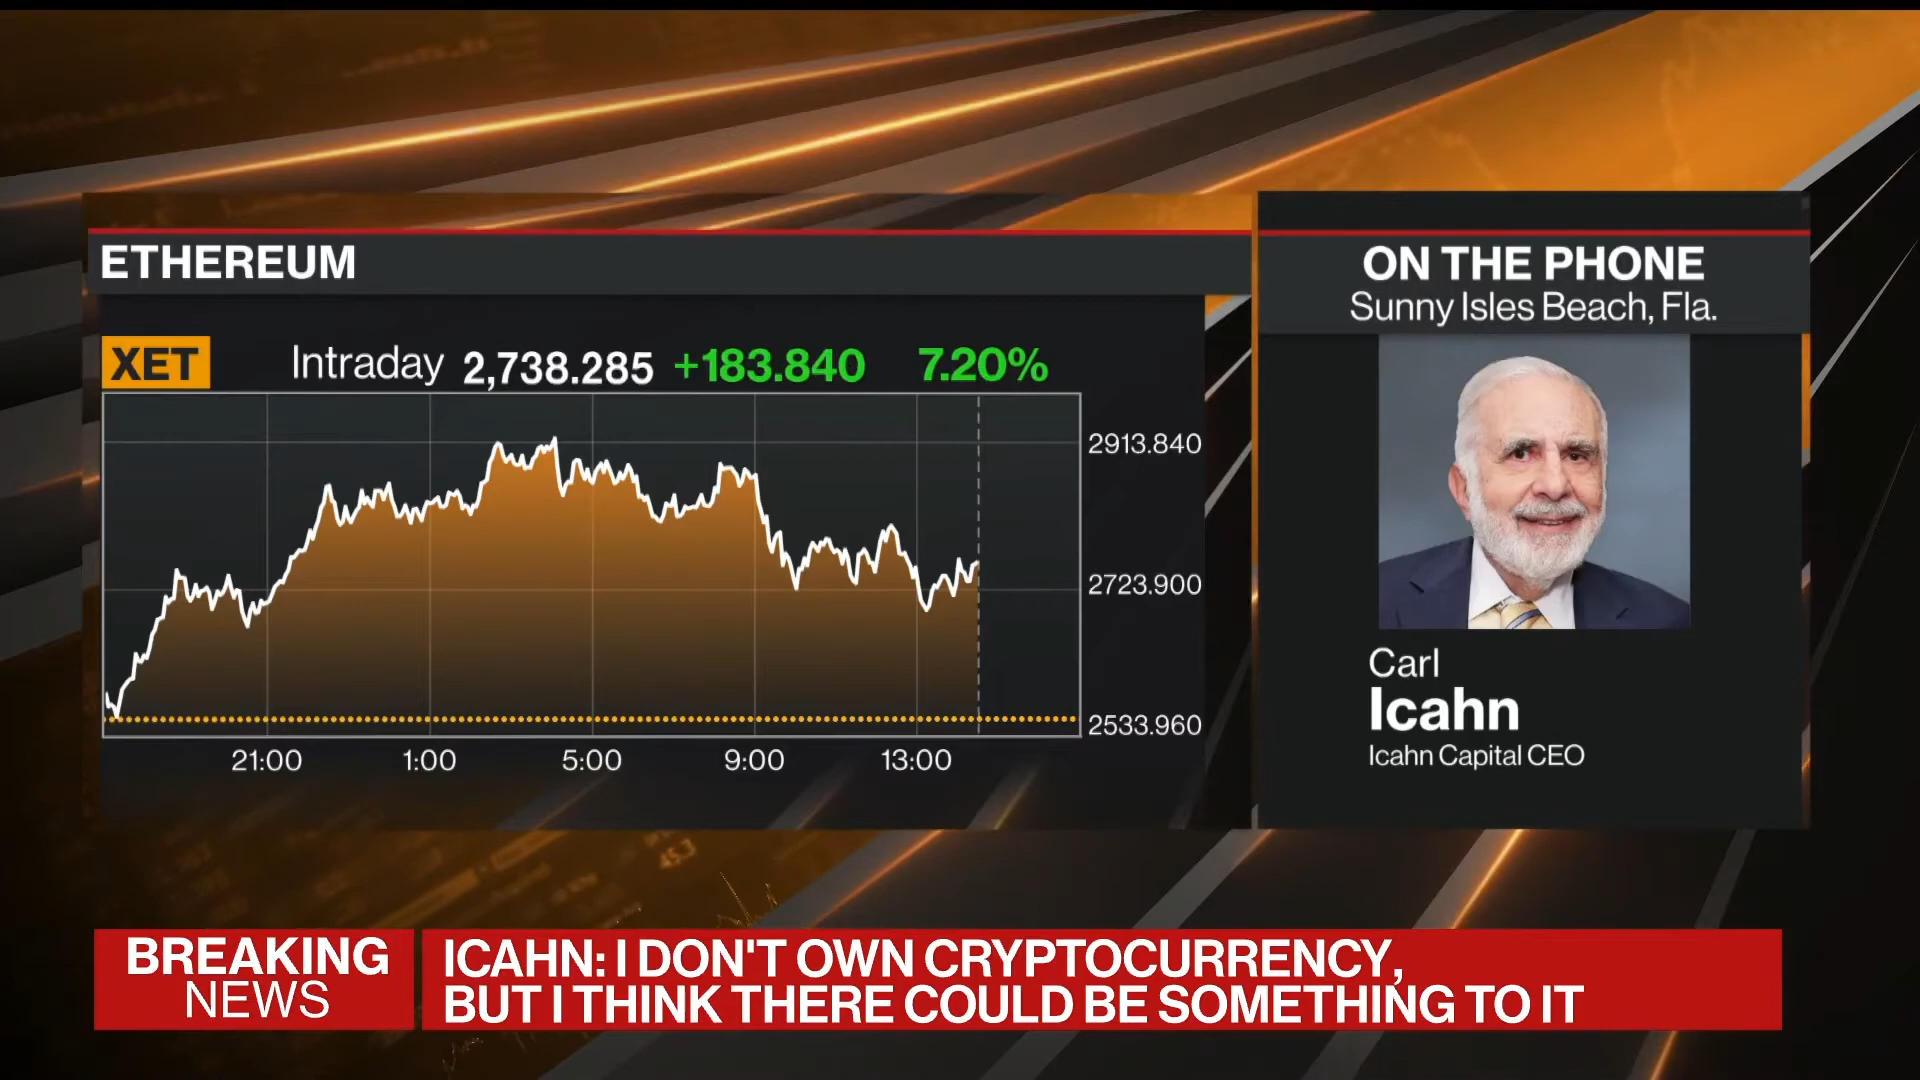 ETHEREUM
XET Intraday 2,738.285 +183.840 7.20%
2913.840
2723.900
2533.960
21:00 1:00 5:00 9:00 13:00
ON THE PHONE
Sunny Isles Beach, Fla.
Carl
Icahn
Icahn Capital CEO
45.3
BREAKING
NEWS
ICAHN: I DON'T OWN CRYPTOCURRENCY,
BUT I THINK THERE COULD BE SOMETHING TO IT